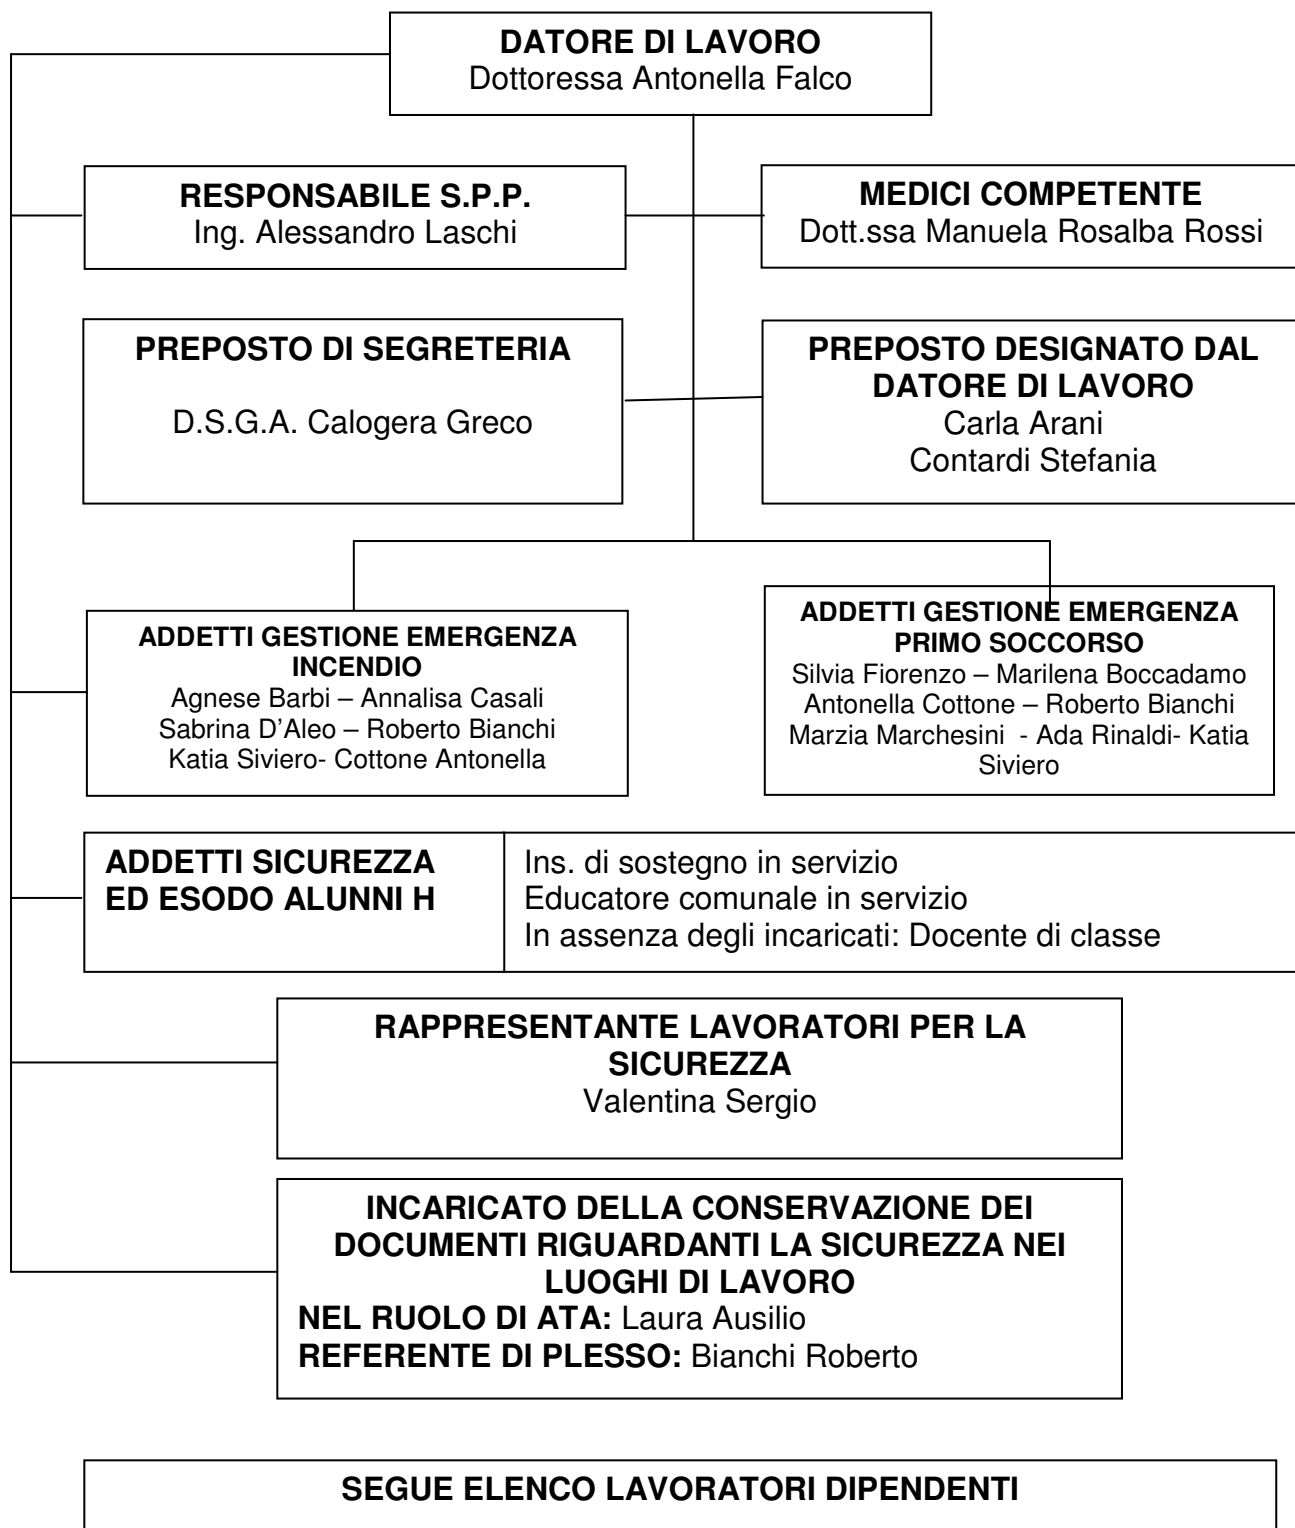 DATORE DI LAVORO
Dottoressa Antonella Falco
RESPONSABILE S.P.P.
Ing. Alessandro Laschi
MEDICI COMPETENTE
Dott.ssa Manuela Rosalba Rossi
PREPOSTO DI SEGRETERIA
D.S.G.A. Calogera Greco
PREPOSTO DESIGNATO DAL
DATORE DI LAVORO
Carla Arani
Contardi Stefania
ADDETTI GESTIONE EMERGENZA
INCENDIO
Agnese Barbi – Annalisa Casali
Sabrina D'Aleo – Roberto Bianchi
Katia Siviero- Cottone Antonella
ADDETTI GESTIONE EMERGENZA
PRIMO SOCCORSO
Silvia Fiorenzo – Marilena Boccadamo
Antonella Cottone – Roberto Bianchi
Marzia Marchesini - Ada Rinaldi- Katia
Siviero
ADDETTI SICUREZZA
ED ESODO ALUNNI H
Ins. di sostegno in servizio
Educatore comunale in servizio
In assenza degli incaricati: Docente di classe
RAPPRESENTANTE LAVORATORI PER LA
SICUREZZA
Valentina Sergio
INCARICATO DELLA CONSERVAZIONE DEI
DOCUMENTI RIGUARDANTI LA SICUREZZA NEI
LUOGHI DI LAVORO
NEL RUOLO DI ATA: Laura Ausilio
REFERENTE DI PLESSO: Bianchi Roberto
SEGUE ELENCO LAVORATORI DIPENDENTI